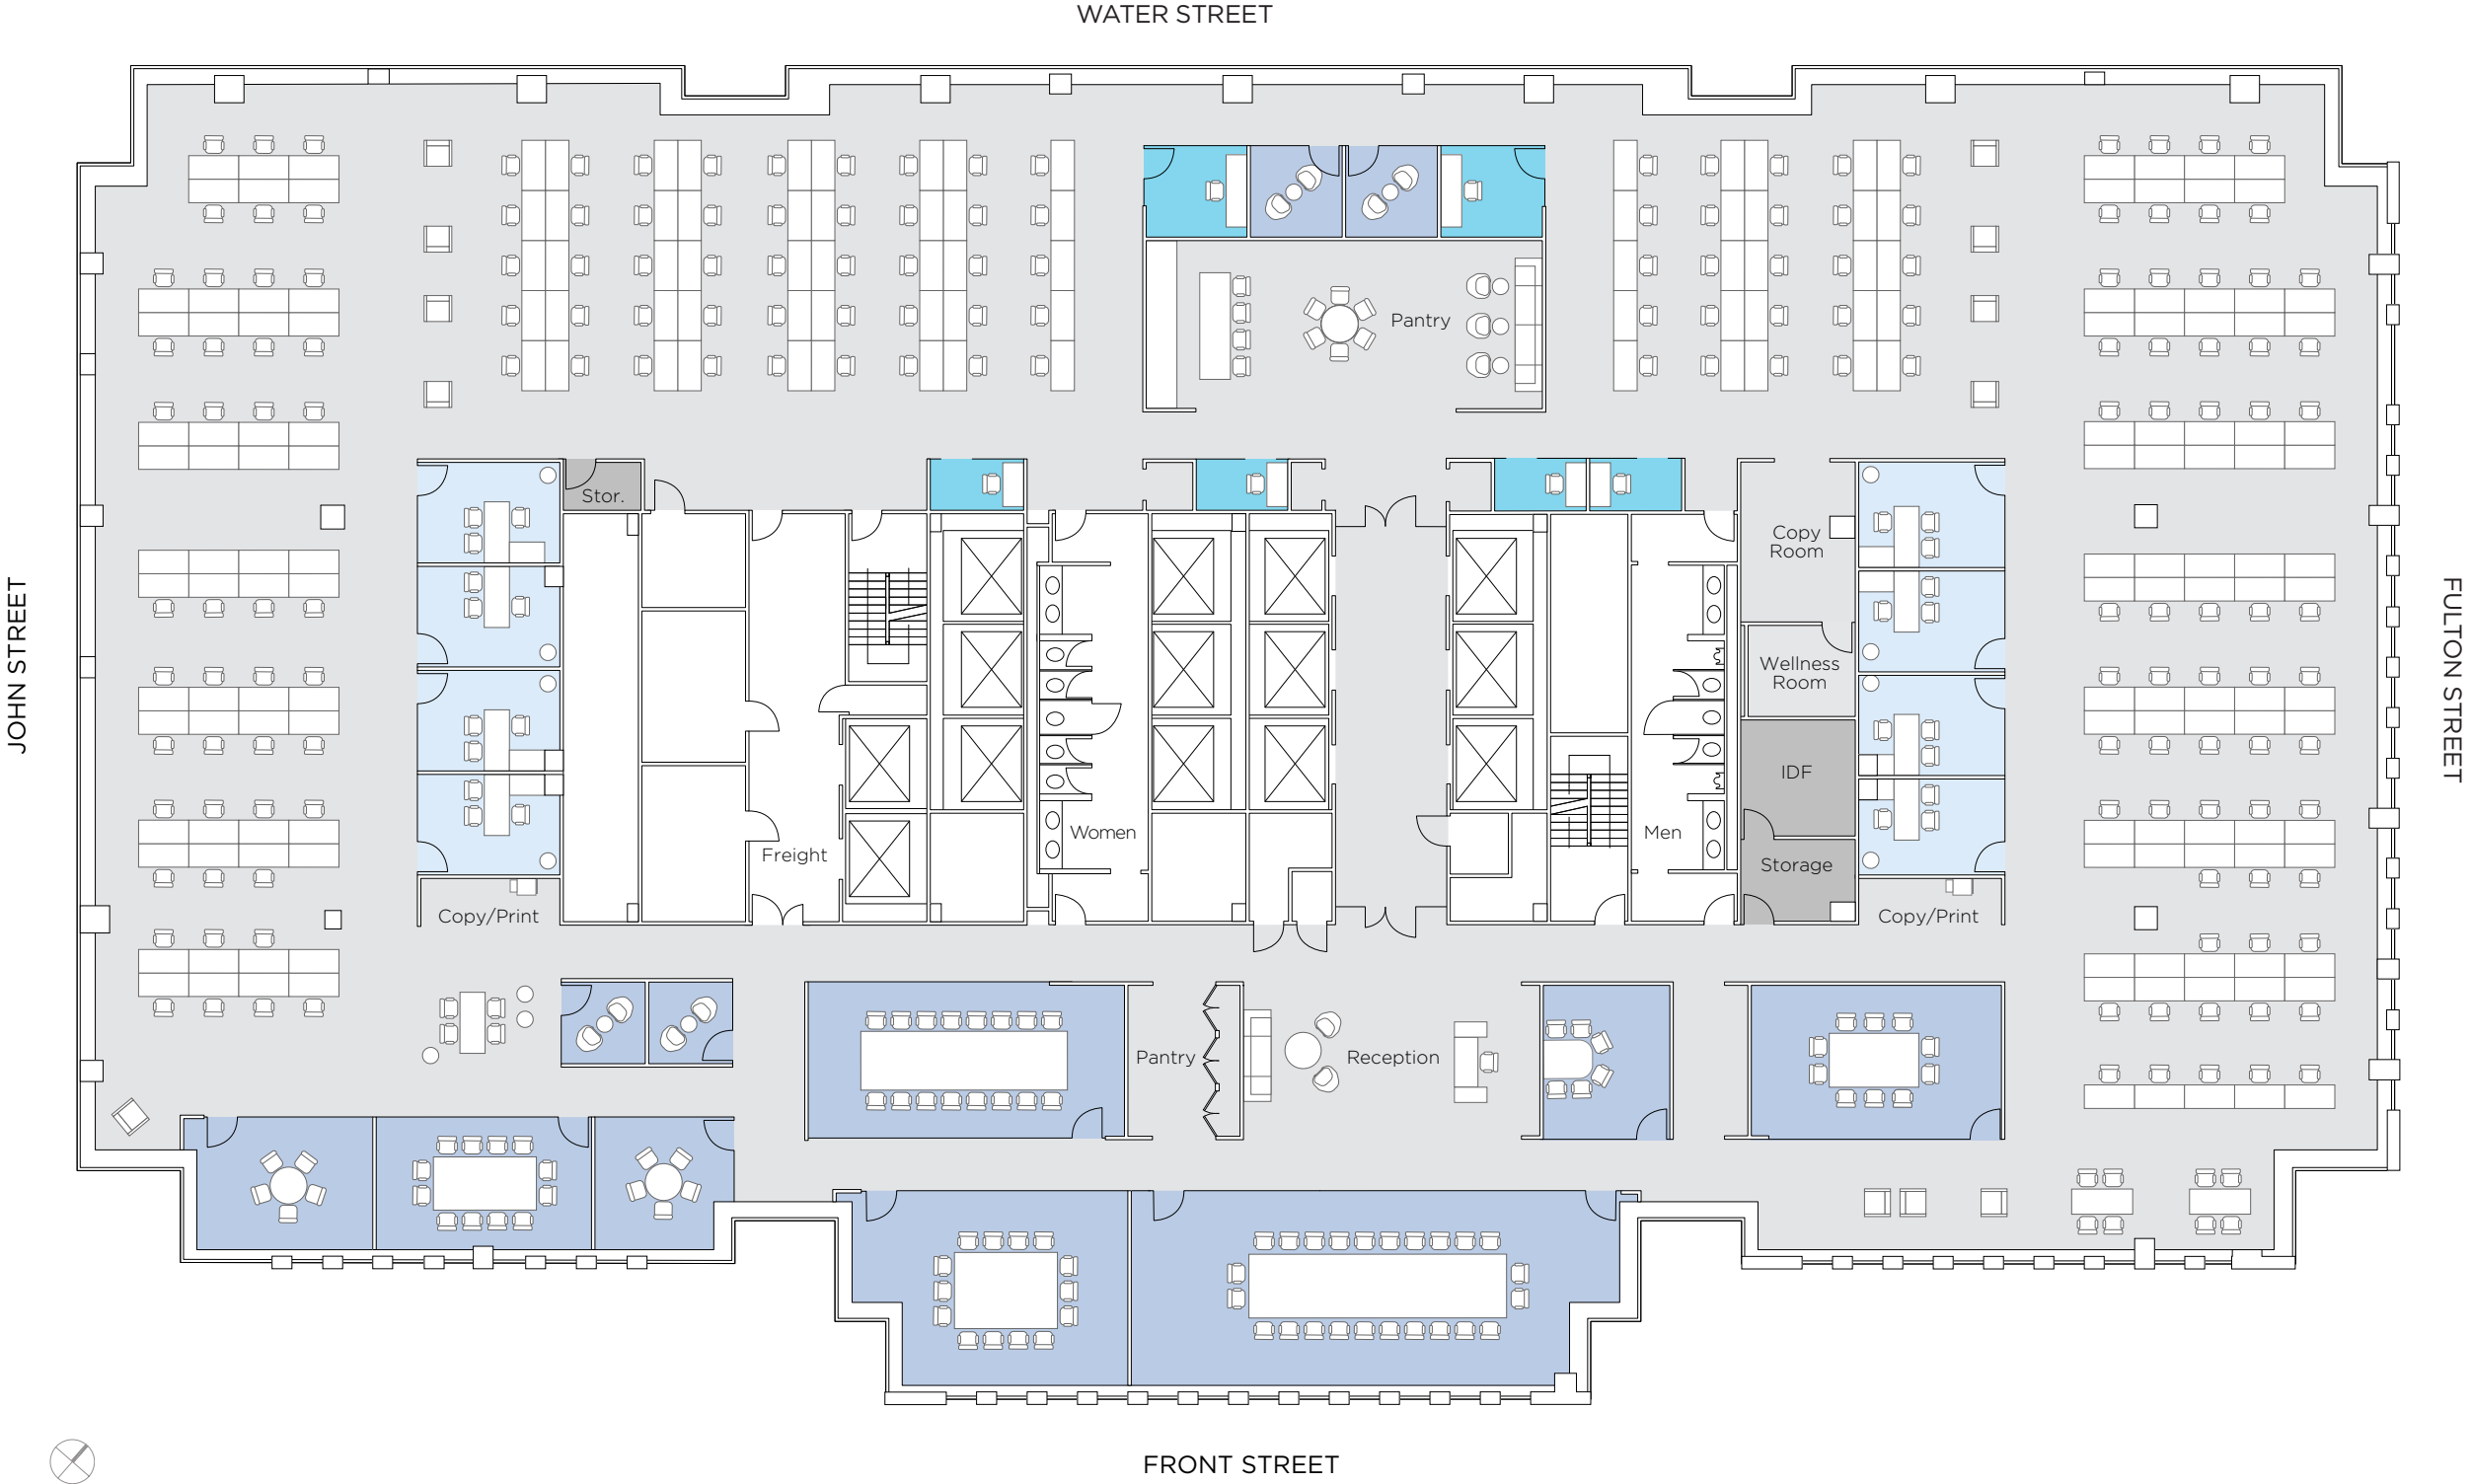 WATER STREET
Pantry
Stor.
Copy
Room
JOHN STREET
FULTON STREET
Wellness
Room
IDF
Women
Men
Freight
Storage
Copy/Print
Copy/Print
Pantry
Reception
FRONT STREET